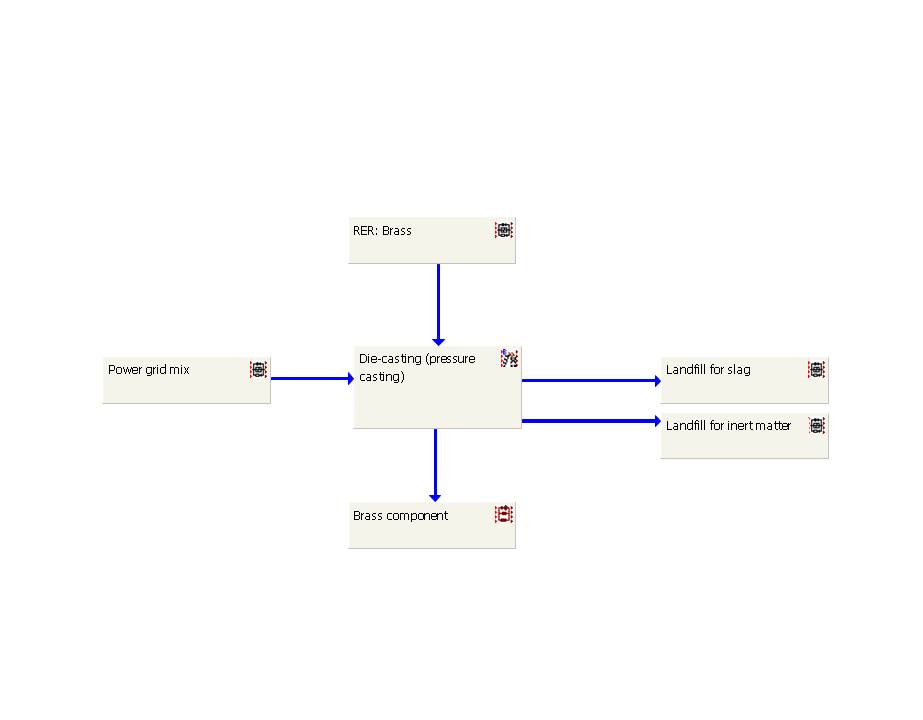 RER: Brass
Die-casting (pressure
casting)
Power grid mix
Landfill for slag
Landfill for inert matter
Brass component